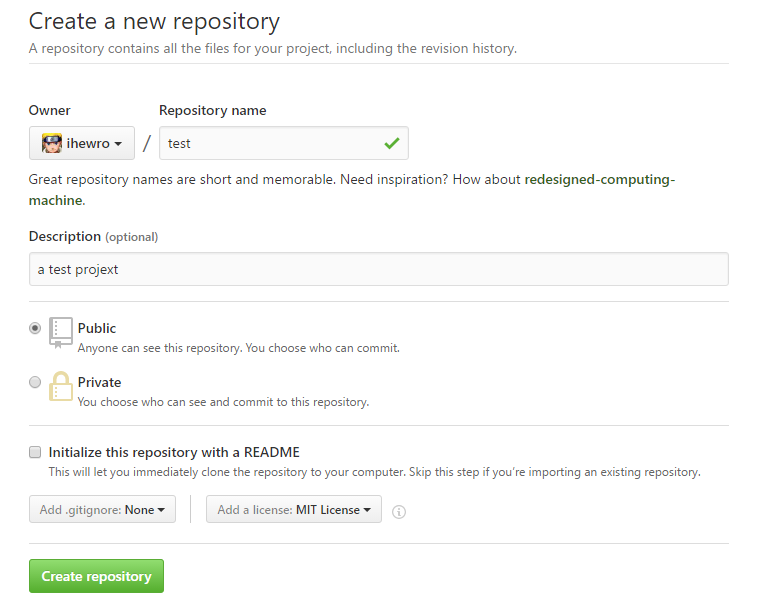 Create a new repository
A repository contains all the files for your project, including the revision history.
Owner
Repository name
ihewro
/
test
Great repository names are short and memorable. Need inspiration? How about redesigned-computing-
machine.
Description (optional)
a test projext
Public
Anyone can see this repository. You choose who can commit.
Private
You choose who can see and commit to this repository.
Initialize this repository with a README
This will let you immediately clone the repository to your computer. Skip this step if you’re importing an existing repository.
Add .gitignore: None
Add a license: MIT License
Create repository